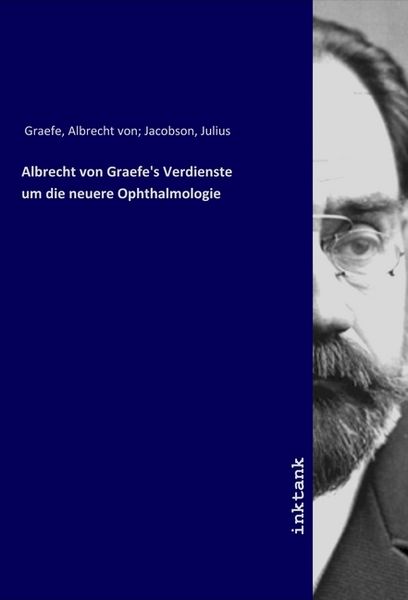 Graefe, Albrecht von; Jacobson, Julius
Albrecht von Graefe's Verdienste
um die neuere Ophthalmologie
inktank